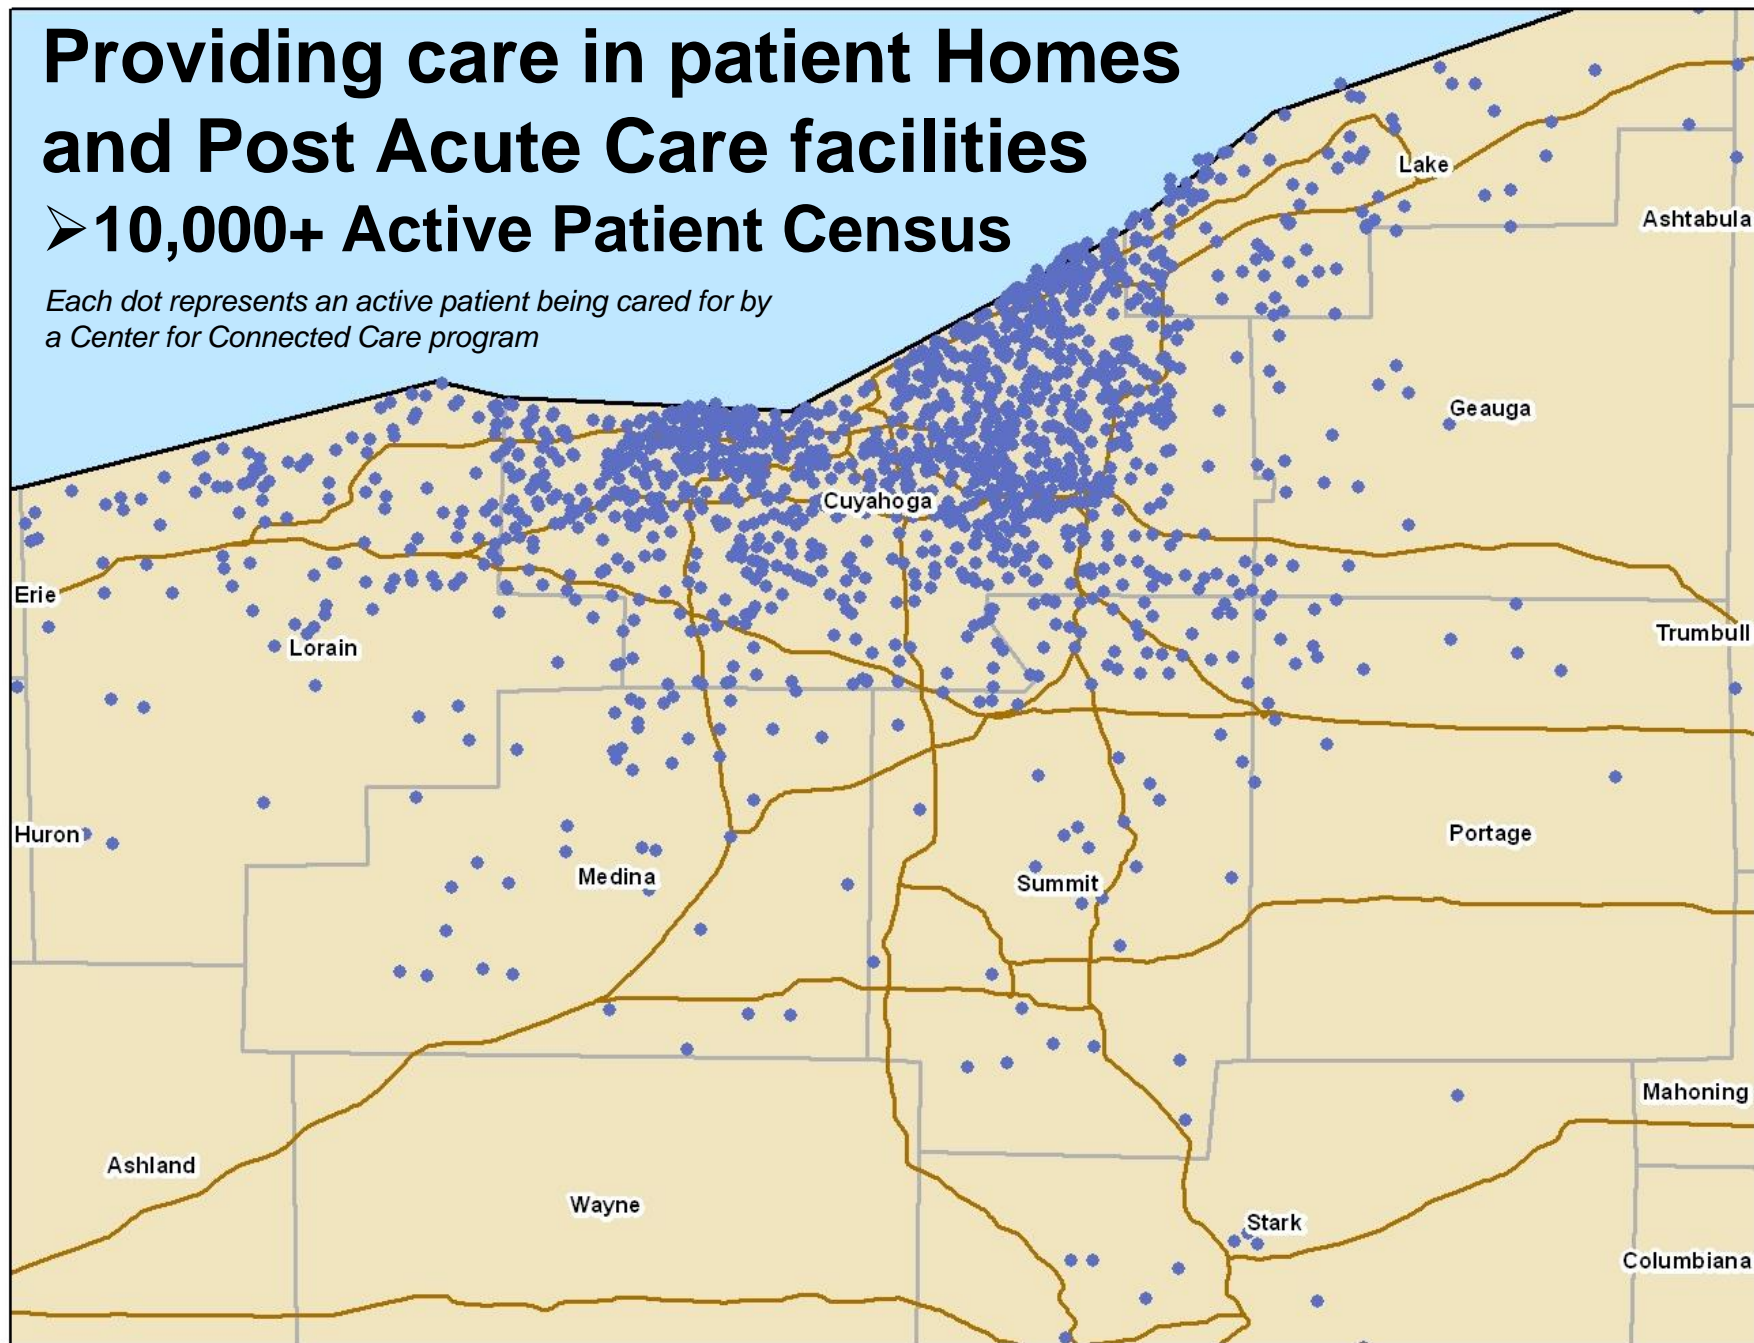 Providing care in patient Homes
and Post Acute Care facilities
➢10,000+ Active Patient Census
Each dot represents an active patient being cared for by
a Center for Connected Care program
Lake
Ashtabula
Geauga
Cuyahoga
Erie
Lorain
Trumbull
Huron
Medina
Summit
Portage
Mahoning
Ashland
Wayne
Stark
Columbiana